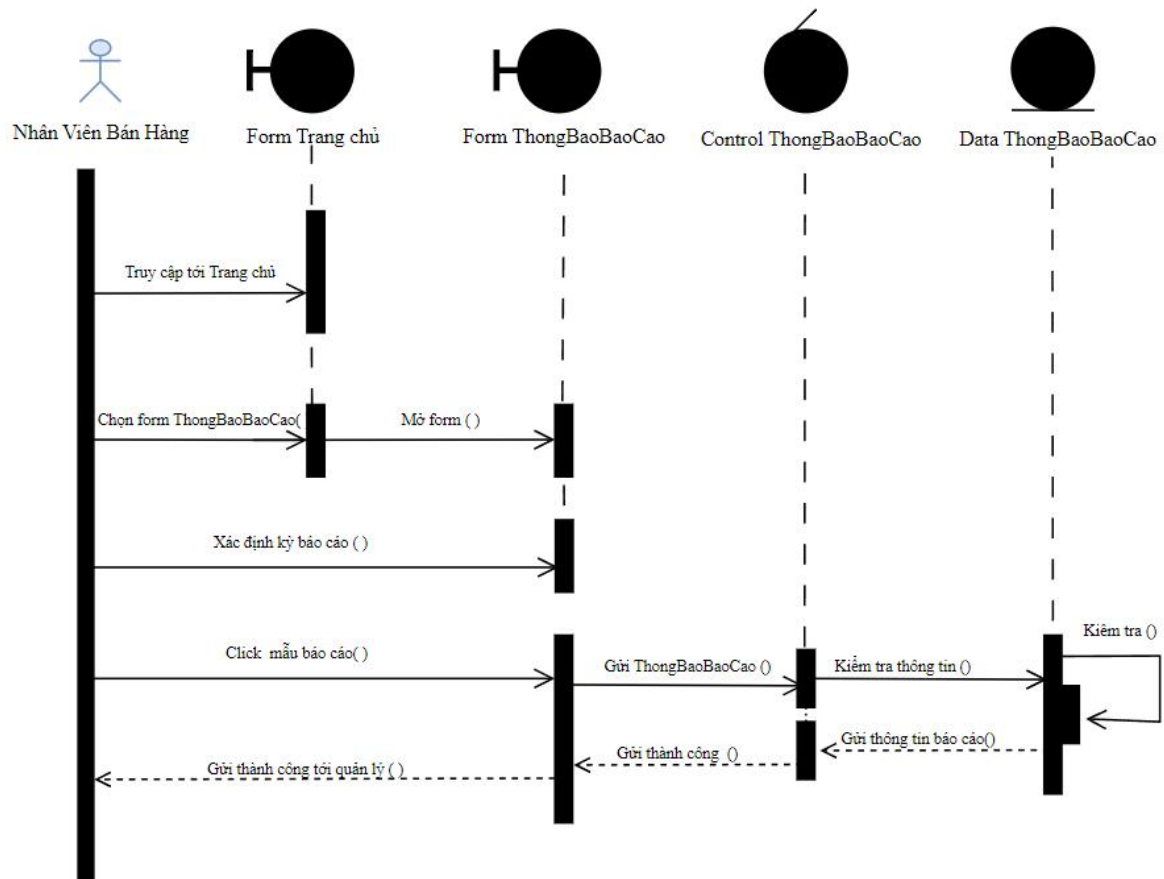 Nhân Viên Bán Hàng
Form Trang chủ
Form ThongBaoBaoCao
Control ThongBaoBaoCao
Data ThongBaoBaoCao
Truy cập tới Trang chủ
Chọn form ThongBaoBaoCao(
Mở form ( )
Xác định kỳ báo cáo ( )
Click mẫu báo cáo( )
Gửi ThongBaoBaoCao ()
Kiểm tra thông tin ()
Kiêm tra ()
Gửi thông tin báo cáo()
Gửi thành công ()
Gửi thành công tới quản lý ( )